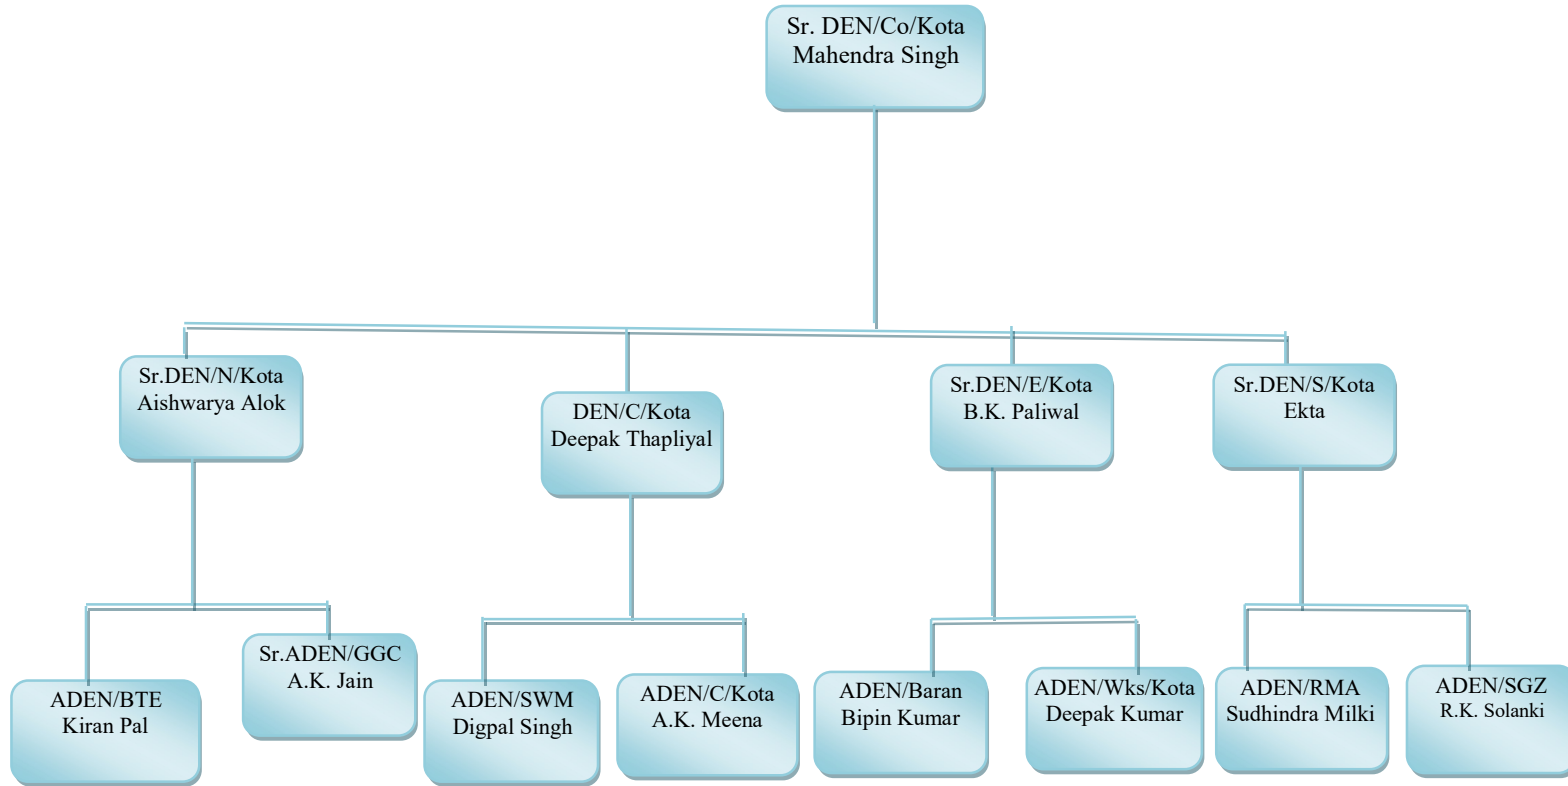 Sr. DEN/Co/Kota
Mahendra Singh
Sr.DEN/N/Kota
Aishwarya Alok
DEN/C/Kota
Deepak Thapliyal
Sr.DEN/E/Kota
B.K. Paliwal
Sr.DEN/S/Kota
Ekta
ADEN/BTE
Kiran Pal
Sr.ADEN/GGC
A.K. Jain
ADEN/SWM
Digpal Singh
ADEN/C/Kota
A.K. Meena
ADEN/Baran
Bipin Kumar
ADEN/Wks/Kota
Deepak Kumar
ADEN/RMA
Sudhindra Milki
ADEN/SGZ
R.K. Solanki